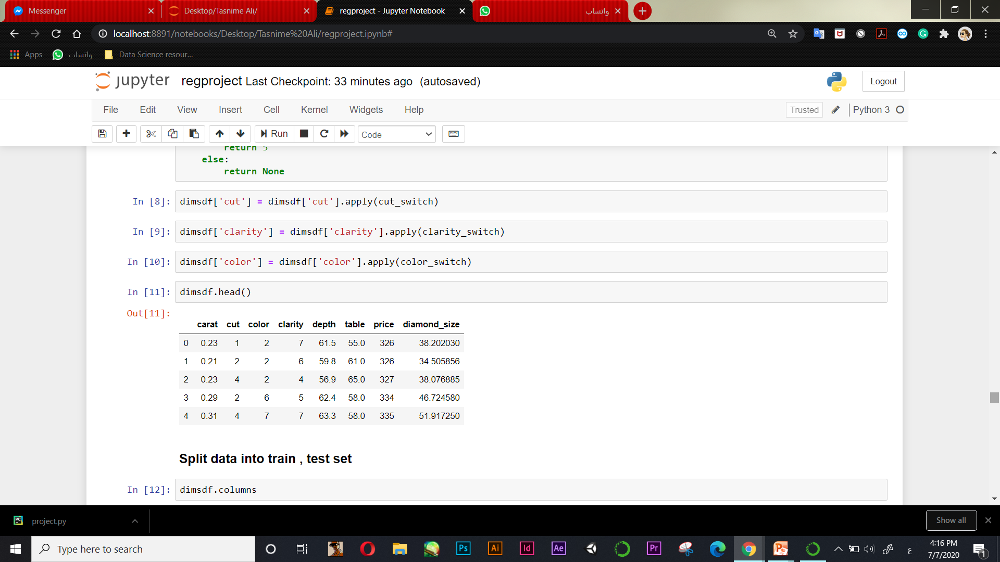 Messenger
Desktop/Tasnime Ali/
regproject - Jupyter Notebook
واتساب
localhost:8891/notebooks/Desktop/Tasnime%20Ali/regproject.ipynb#
Apps
واتساب
Data Science resour...
jupyter regproject Last Checkpoint: 33 minutes ago (autosaved)
Logout
File Edit View Insert Cell Kernel Widgets Help
Trusted
Python 3
Run
Code
return 5
else:
return None
In [8]: dimsdf['cut'] = dimsdf['cut'].apply(cut_switch)
In [9]: dimsdf['clarity'] = dimsdf['clarity'].apply(clarity_switch)
In [10]: dimsdf['color'] = dimsdf['color'].apply(color_switch)
In [11]: dimsdf.head()
Out[11]:
carat cut color clarity depth table price diamond_size
0 0.23 1 2 7 61.5 55.0 326 38.202030
1 0.21 2 2 6 59.8 61.0 326 34.505856
2 0.23 4 2 4 56.9 65.0 327 38.076885
3 0.29 2 6 5 62.4 58.0 334 46.724580
4 0.31 4 7 7 63.3 58.0 335 51.917250
Split data into train , test set
In [12]: dimsdf.columns
project.py
Show all
Type here to search
Ps
Ai
Id
Ae
Pr
ع
4:16 PM
7/7/2020
1